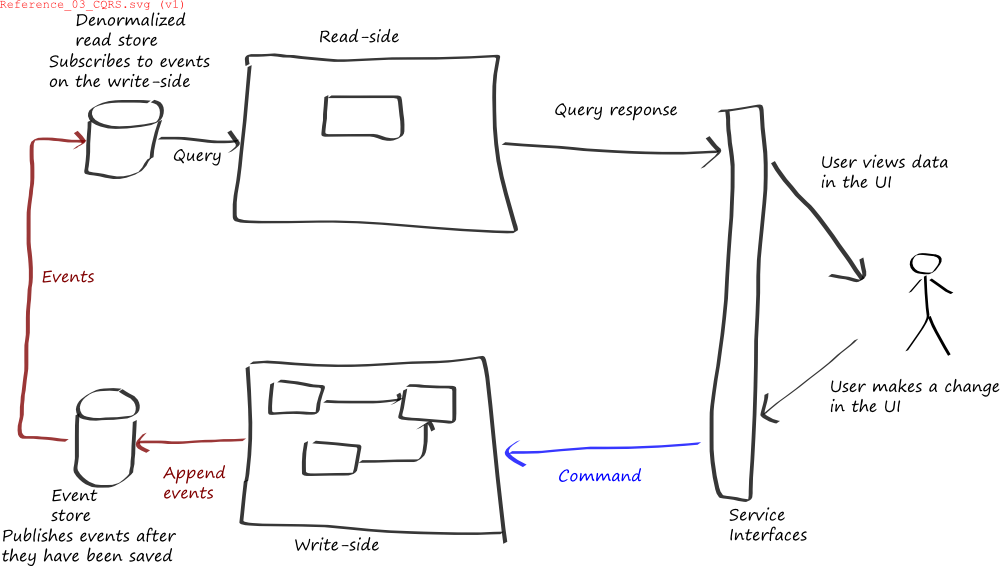 Reference_03_CQRS.svg (v1)
Denormalized
read store
Subscribes to events
on the write-side
Read-side
Query
Query response
User views data
in the UI
Events
User makes a change
in the UI
Command
Append
events
Event
store
Publishes events after
they have been saved
Write-side
Service
Interfaces